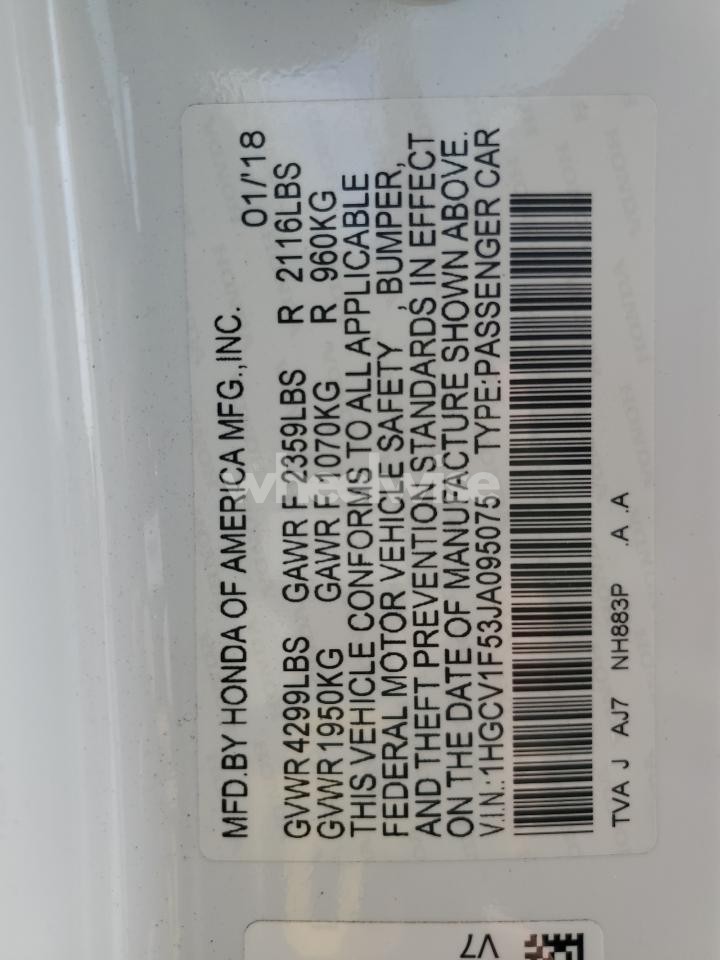 MFD.BY HONDA OF AMERICA MFG.,INC. 01/'18
GVWR 4299LBS GAWR F 2359LBS R 2116LBS
GVWR 1950KG GAWR F 1070KG R 960KG
THIS VEHICLE CONFORMS TO ALL APPLICABLE
FEDERAL MOTOR VEHICLE SAFETY , BUMPER,
AND THEFT PREVENTION STANDARDS IN EFFECT
ON THE DATE OF MANUFACTURE SHOWN ABOVE.
V.I.N.:1HGCV1F53JA095075 TYPE:PASSENGER CAR
TVA J AJ7 NH883P .A .A
V7
HONDA